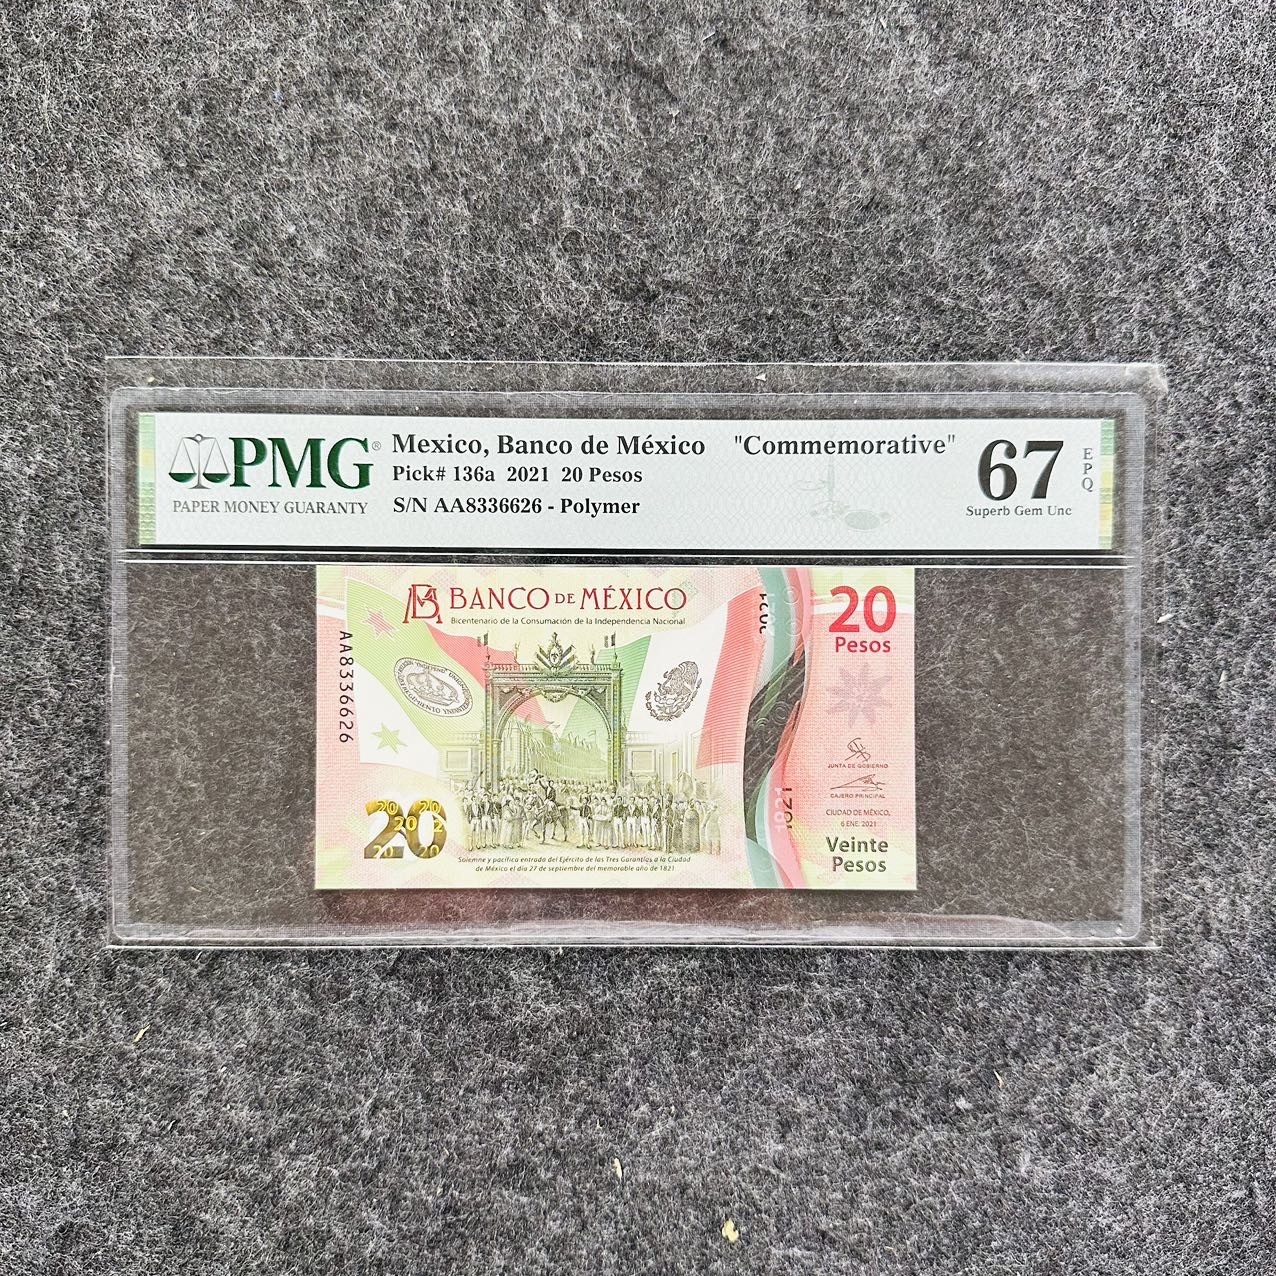 PMG®
PAPER MONEY GUARANTY
Mexico, Banco de México "Commemorative"
Pick# 136a 2021 20 Pesos
S/N AA8336626 - Polymer
67
EPQ
Superb Gem Unc
BM BANCO DE MÉXICO
Bicentenario de la Consumación de la Independencia Nacional
AA8336626
2021
20
Pesos
1821
JUNTA DE GOBIERNO
CAJERO PRINCIPAL
CIUDAD DE MÉXICO,
6 ENE. 2021
Veinte
Pesos
20
Solemne y pacífica entrada del Ejército de las Tres Garantías a la Ciudad
de México el día 27 de septiembre del memorable año de 1821